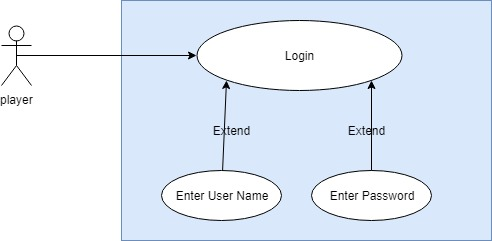 Login
player
Extend
Extend
Enter User Name
Enter Password